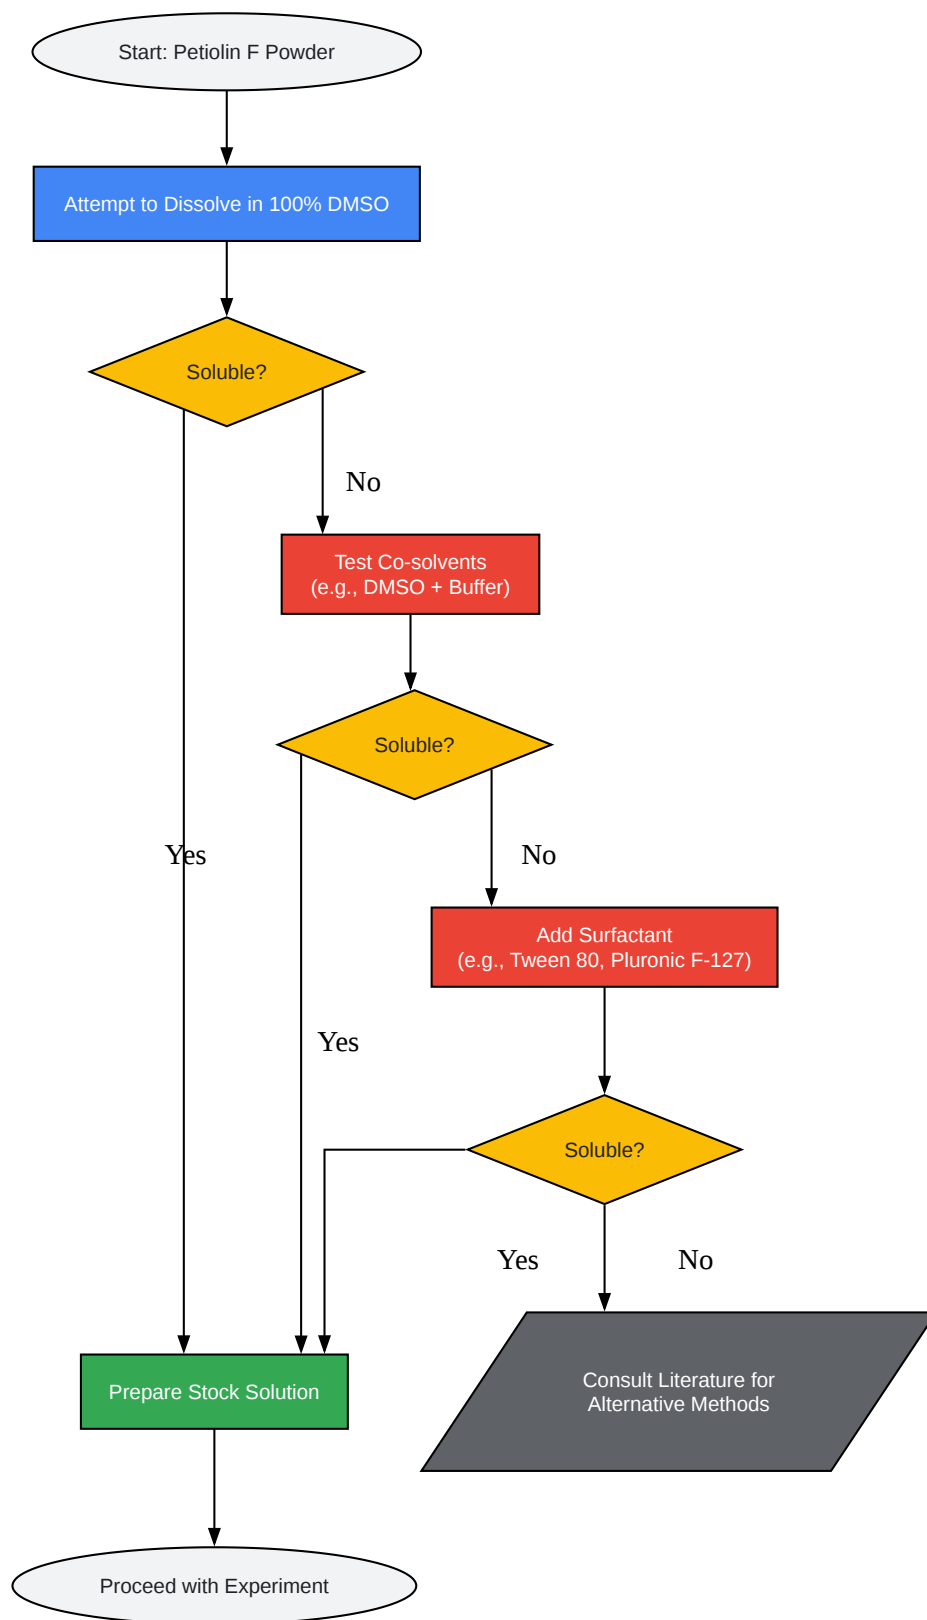 Start: Petiolin F Powder
Attempt to Dissolve in 100% DMSO
Soluble?
No
Test Co-solvents
(e.g., DMSO + Buffer)
Soluble?
Yes
No
Add Surfactant
(e.g., Tween 80, Pluronic F-127)
Yes
Soluble?
Yes
No
Consult Literature for
Alternative Methods
Prepare Stock Solution
Proceed with Experiment